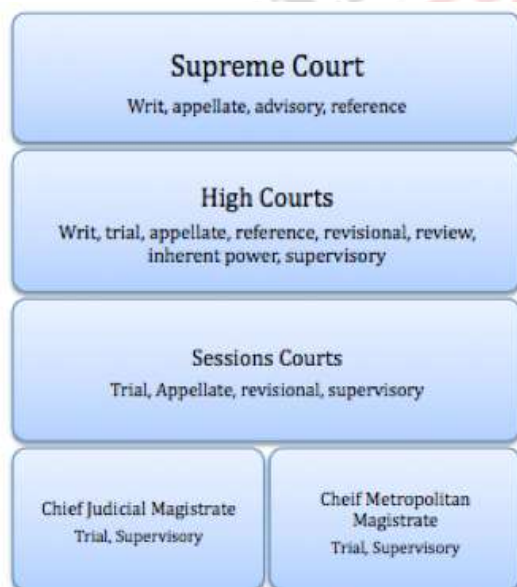 Supreme Court
Writ, appellate, advisory, reference
High Courts
Writ, trial, appellate, reference, revisional, review,
inherent power, supervisory
Sessions Courts
Trial, Appellate, revisional, supervisory
Chief Judicial Magistrate
Trial, Supervisory
Cheif Metropolitan
Magistrate
Trial, Supervisory